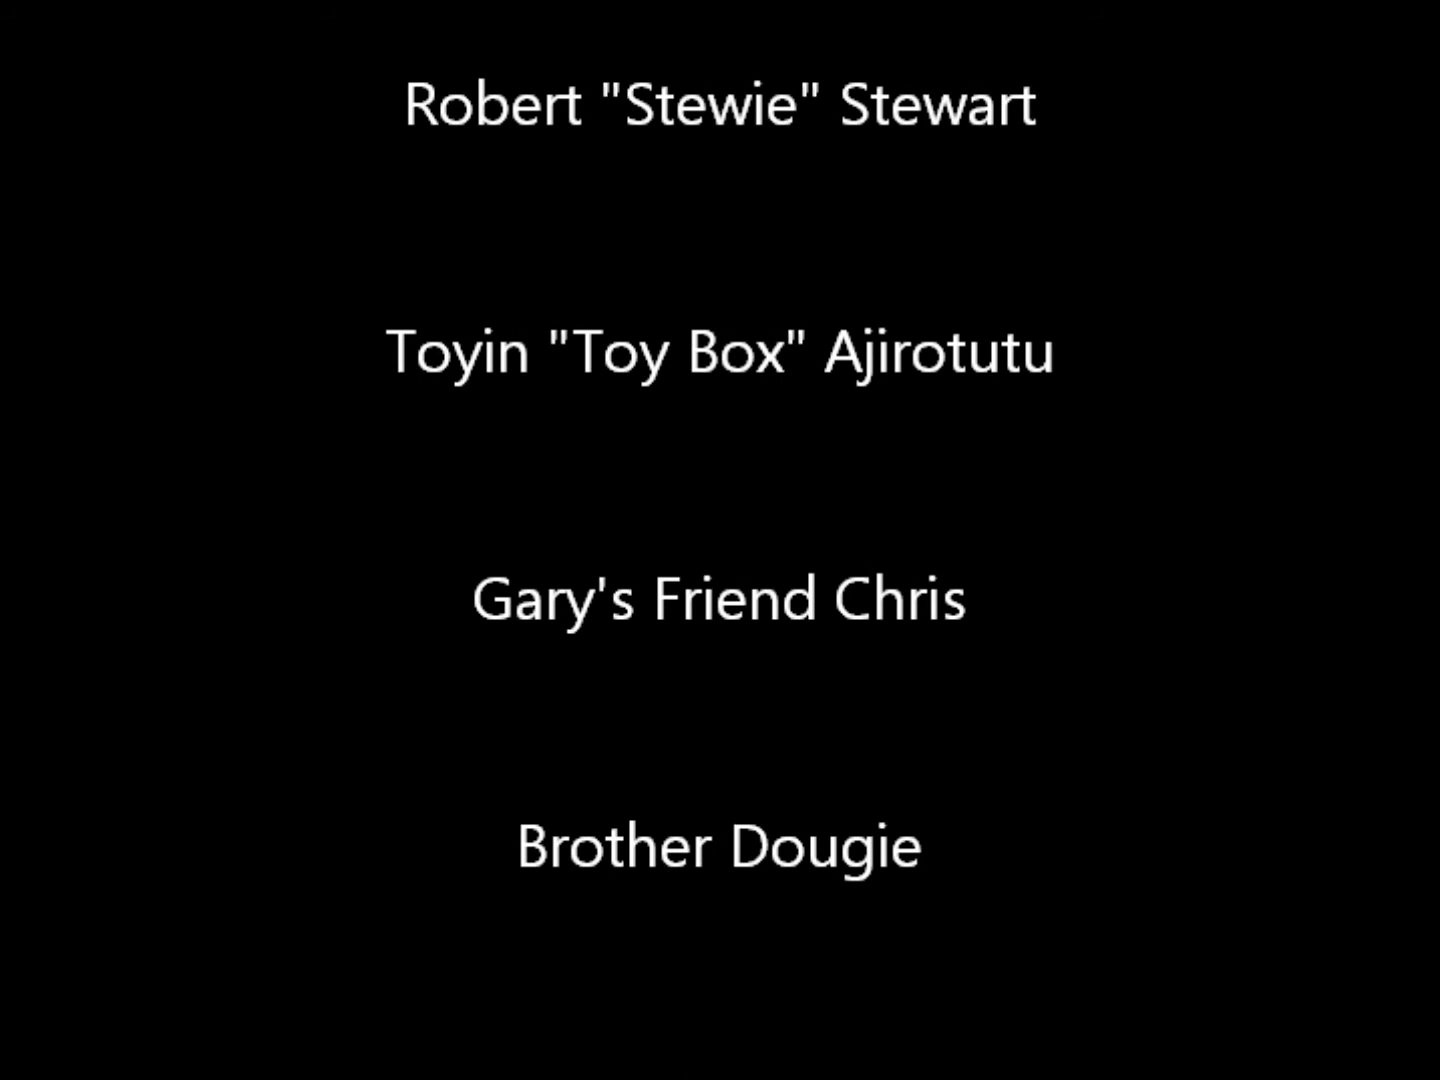 Robert "Stewie" Stewart
Toyin "Toy Box" Ajirotutu
Gary's Friend Chris
Brother Dougie